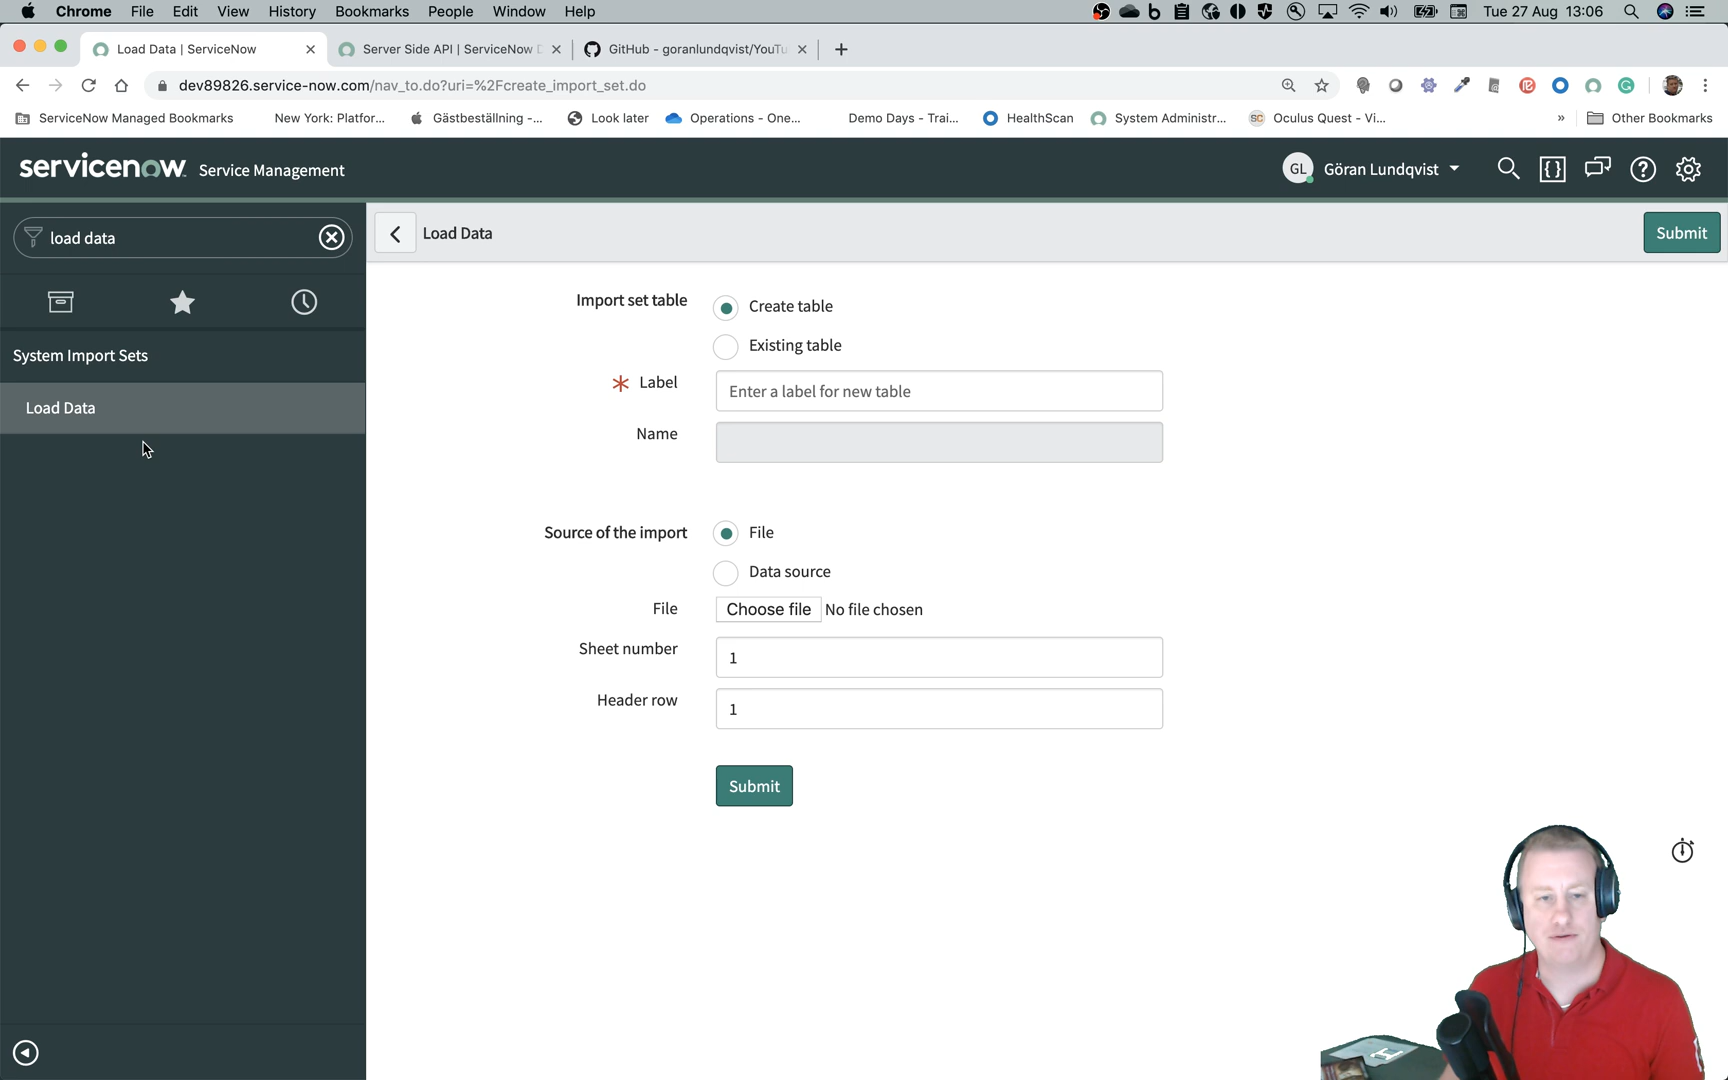 Chrome File Edit View History Bookmarks People Window Help Tue 27 Aug 13:06
Load Data | ServiceNow
Server Side API | ServiceNow D
GitHub - goranlundqvist/YouTu
dev89826.service-now.com/nav_to.do?uri=%2Fcreate_import_set.do
ServiceNow Managed Bookmarks New York: Platfor... Gästbeställning -... Look later Operations - One... Demo Days - Trai... HealthScan System Administr... SC Oculus Quest - Vi... » Other Bookmarks
servicenow Service Management
GL Göran Lundqvist
load data
Load Data
Submit
System Import Sets
Load Data
Import set table
Create table
Existing table
* Label
Enter a label for new table
Name
Source of the import
File
Data source
File
Choose file No file chosen
Sheet number
1
Header row
1
Submit